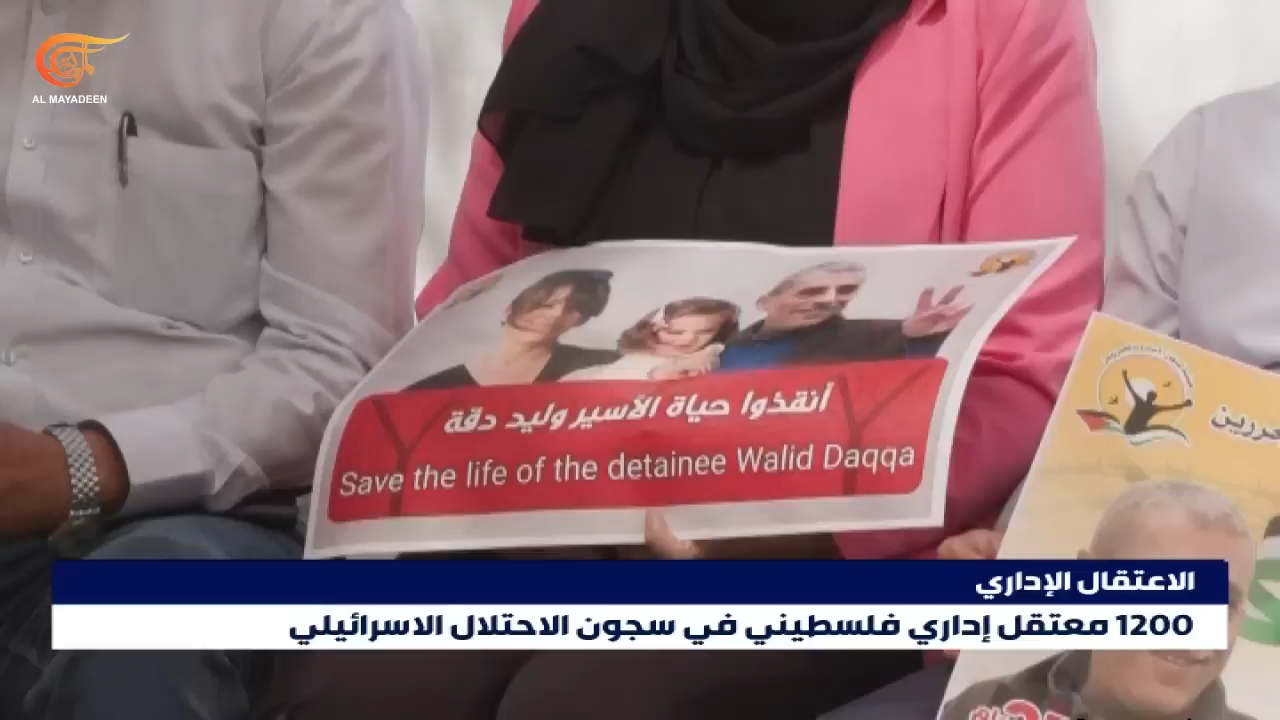 AL MAYADEEN
أنقذوا حياة الأسير وليد دقة
Save the life of the detainee Walid Daqqa
الاعتقال الإداري
1200 معتقل إداري فلسطيني في سجون الاحتلال الاسرائيلي